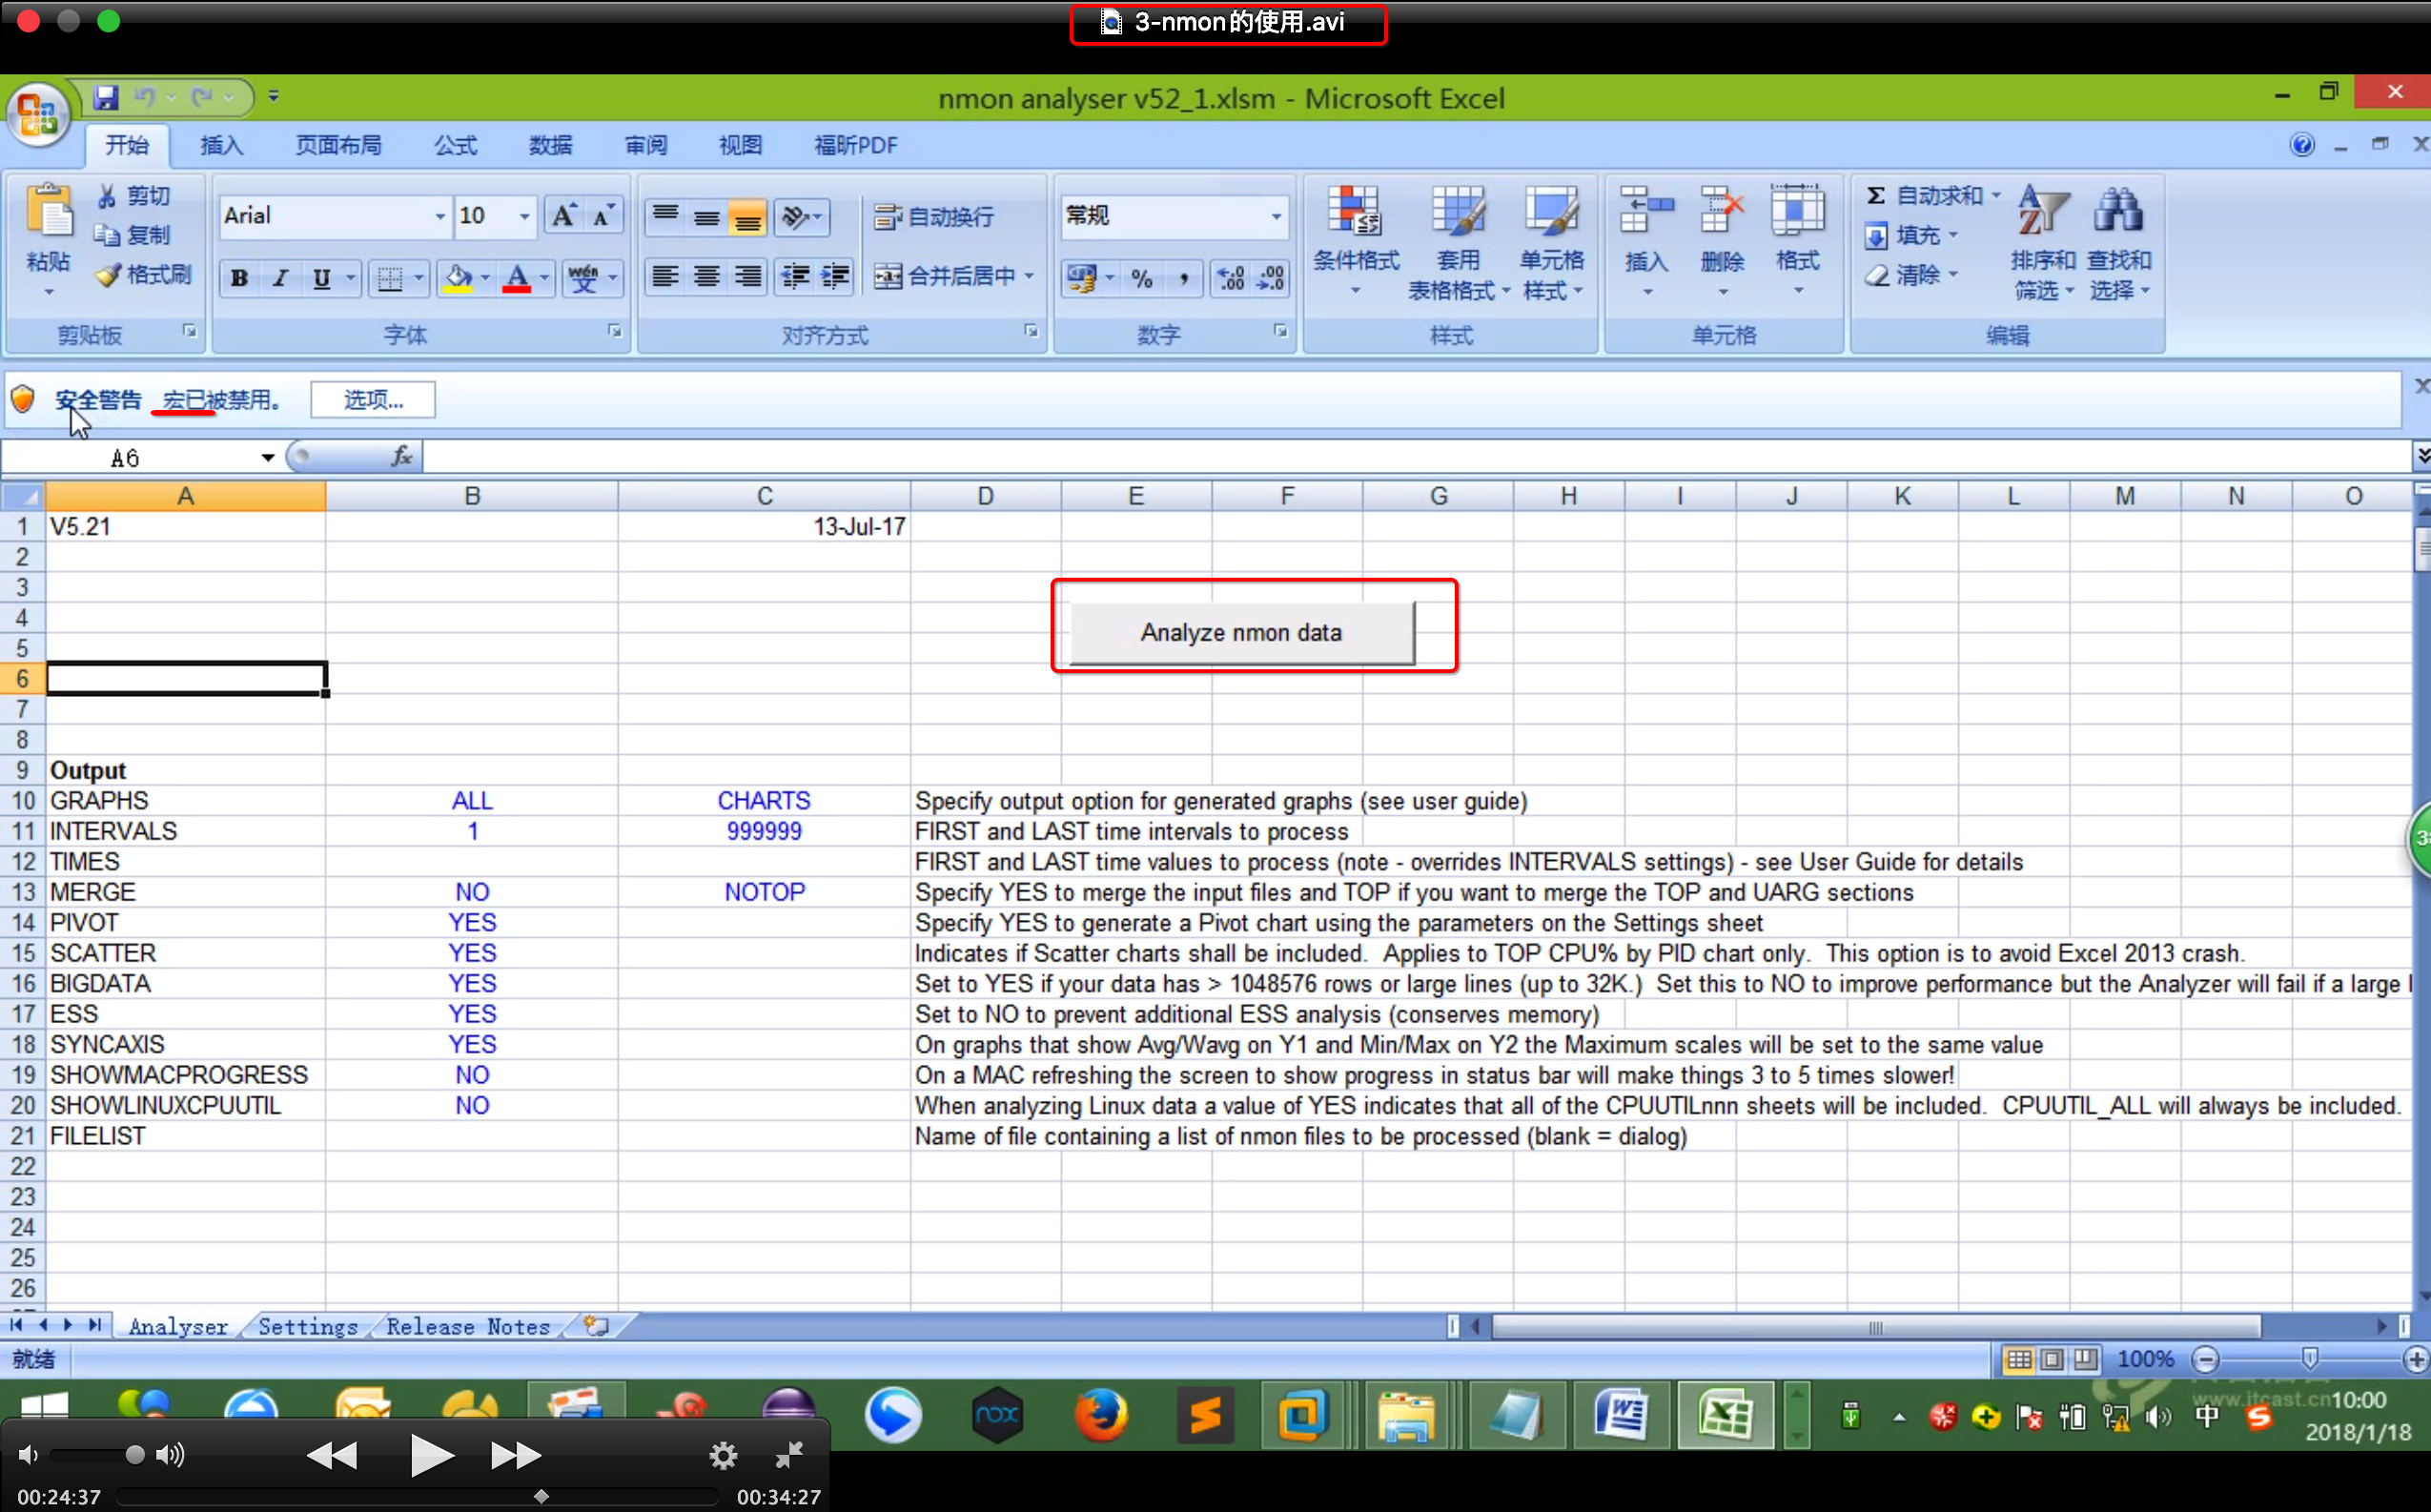 3-nmon的使用.avi
nmon analyser v52_1.xlsm - Microsoft Excel
开始 插入 页面布局 公式 数据 审阅 视图 福昕PDF
粘贴 剪切 复制 格式刷 剪贴板
Arial 10
B I U A wén 文 字体
自动换行
合并后居中 对齐方式
常规
% , 数字
条件格式 套用表格格式 单元格样式 样式
插入 删除 格式 单元格
Σ 自动求和 填充 清除 排序和筛选 查找和选择 编辑
安全警告 宏已被禁用。 选项...
A6 fx
A B C D E F G H I J K L M N O
1 V5.21 13-Jul-17
2
3
4
Analyze nmon data
5
6
7
8
9 Output
10 GRAPHS ALL CHARTS Specify output option for generated graphs (see user guide)
11 INTERVALS 1 999999 FIRST and LAST time intervals to process
12 TIMES FIRST and LAST time values to process (note - overrides INTERVALS settings) - see User Guide for details
13 MERGE NO NOTOP Specify YES to merge the input files and TOP if you want to merge the TOP and UARG sections
14 PIVOT YES Specify YES to generate a Pivot chart using the parameters on the Settings sheet
15 SCATTER YES Indicates if Scatter charts shall be included. Applies to TOP CPU% by PID chart only. This option is to avoid Excel 2013 crash.
16 BIGDATA YES Set to YES if your data has > 1048576 rows or large lines (up to 32K.) Set this to NO to improve performance but the Analyzer will fail if a large
17 ESS YES Set to NO to prevent additional ESS analysis (conserves memory)
18 SYNCAXIS YES On graphs that show Avg/Wavg on Y1 and Min/Max on Y2 the Maximum scales will be set to the same value
19 SHOWMACPROGRESS NO On a MAC refreshing the screen to show progress in status bar will make things 3 to 5 times slower!
20 SHOWLINUXCPUUTIL NO When analyzing Linux data a value of YES indicates that all of the CPUUTILnnn sheets will be included. CPUUTIL_ALL will always be included.
21 FILELIST Name of file containing a list of nmon files to be processed (blank = dialog)
22
23
24
25
26
Analyser Settings Release Notes
就绪 100%
nox 中 www.itcast.cn 10:00
2018/1/18
00:24:37 00:34:27